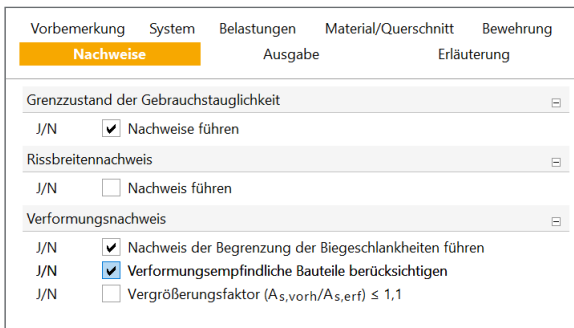 Vorbemerkung System Belastungen Material/Querschnitt Bewehrung
Nachweise Ausgabe Erläuterung
Grenzzustand der Gebrauchstauglichkeit
J/N Nachweise führen
Rissbreitennachweis
J/N Nachweis führen
Verformungsnachweis
J/N Nachweis der Begrenzung der Biegeschlankheiten führen
J/N Verformungsempfindliche Bauteile berücksichtigen
J/N Vergrößerungsfaktor (As,vorh/As,erf) ≤ 1,1